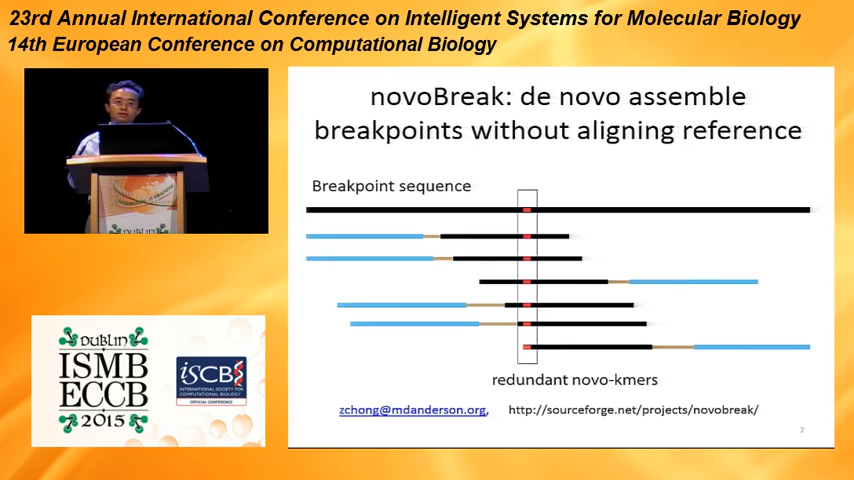 23rd Annual International Conference on Intelligent Systems for Molecular Biology
14th European Conference on Computational Biology
novoBreak: de novo assemble
breakpoints without aligning reference
Breakpoint sequence
redundant novo-kmers
zchong@mdanderson.org, http://sourceforge.net/projects/novobreak/
7
DUBLIN
DUBLIN
ISMB
ECCB
2015
ISCB
INTERNATIONAL SOCIETY FOR
COMPUTATIONAL BIOLOGY
OFFICIAL CONFERENCE